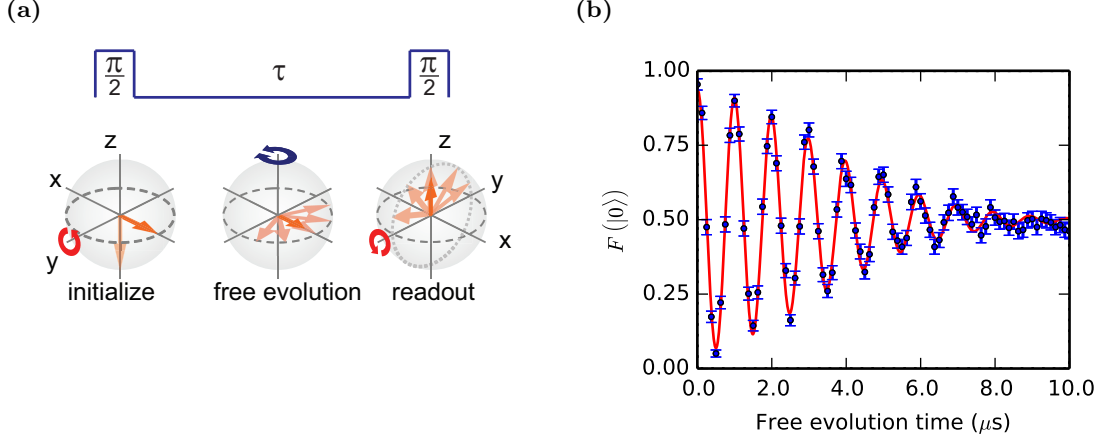 (a)
π/2 τ π/2
z z z
x y
y x
initialize free evolution readout
(b)
F (|0⟩)
1.00
0.75
0.50
0.25
0.00
0.0 2.0 4.0 6.0 8.0 10.0
Free evolution time (μs)